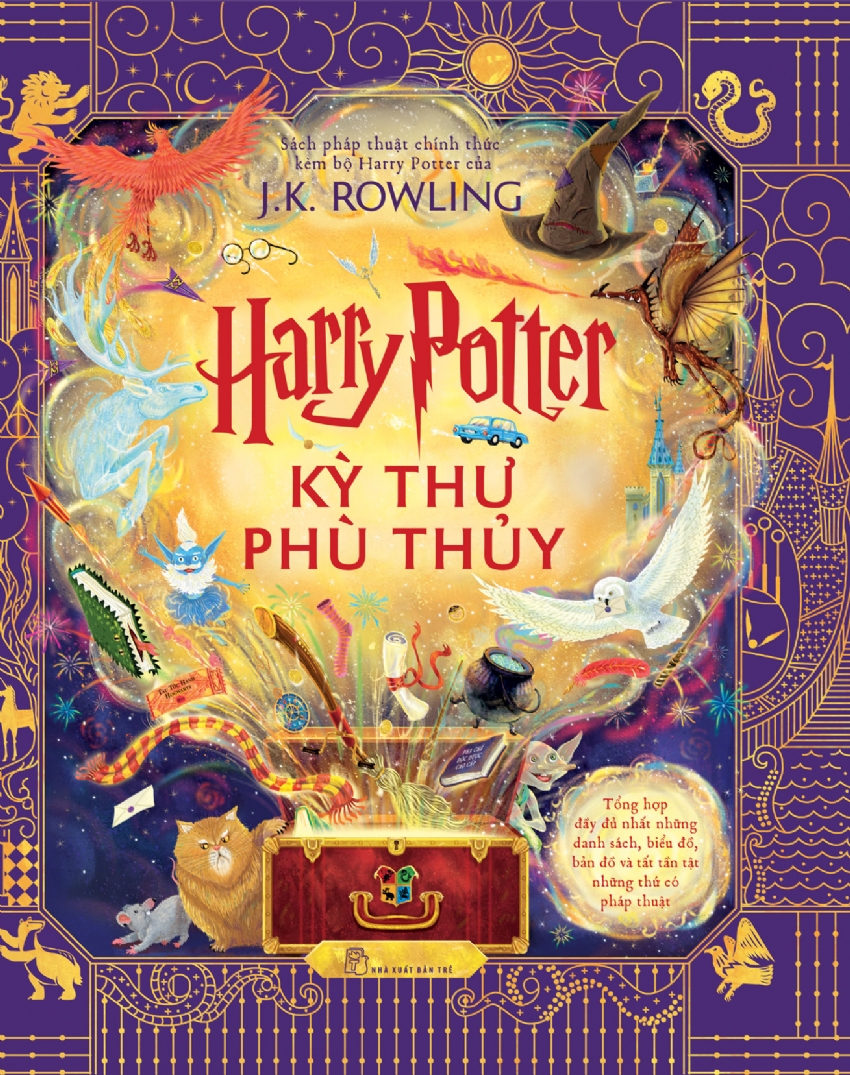 Sách pháp thuật chính thức
kèm bộ Harry Potter của
J.K. ROWLING
Harry Potter
KỲ THƯ
PHÙ THỦY
Tổng hợp
đầy đủ nhất những
danh sách, biểu đồ,
bản đồ và tất tần tật
những thứ có
pháp thuật
NHÀ XUẤT BẢN TRẺ